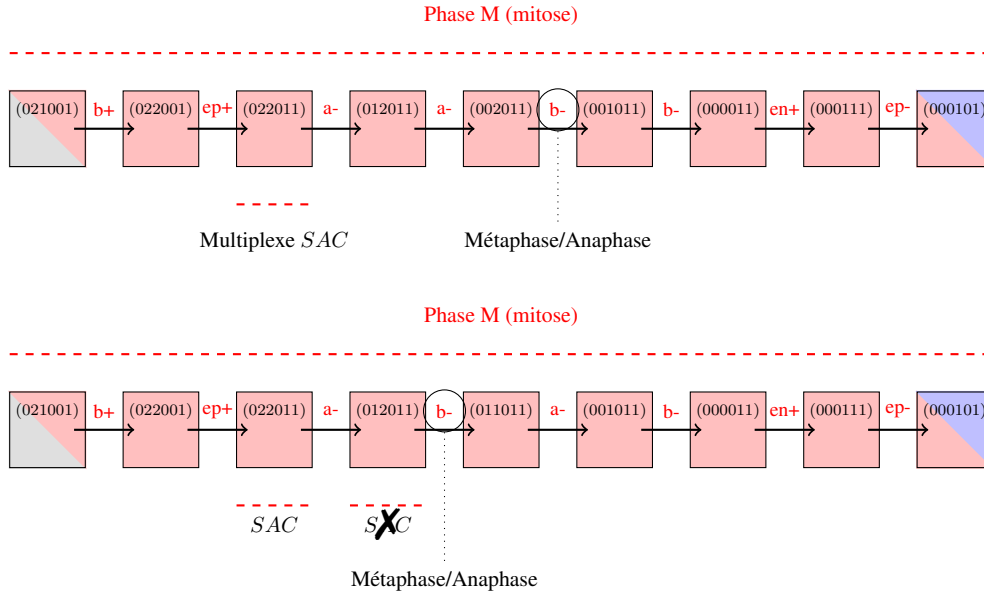 Phase M (mitose)
(021001) b+ (022001) ep+ (022011) a- (012011) a- (002011) b- (001011) b- (000011) en+ (000111) ep- (000101)
Multiplexe SAC
Métaphase/Anaphase
Phase M (mitose)
(021001) b+ (022001) ep+ (022011) a- (012011) b- (011011) a- (001011) b- (000011) en+ (000111) ep- (000101)
SAC SAC
Métaphase/Anaphase